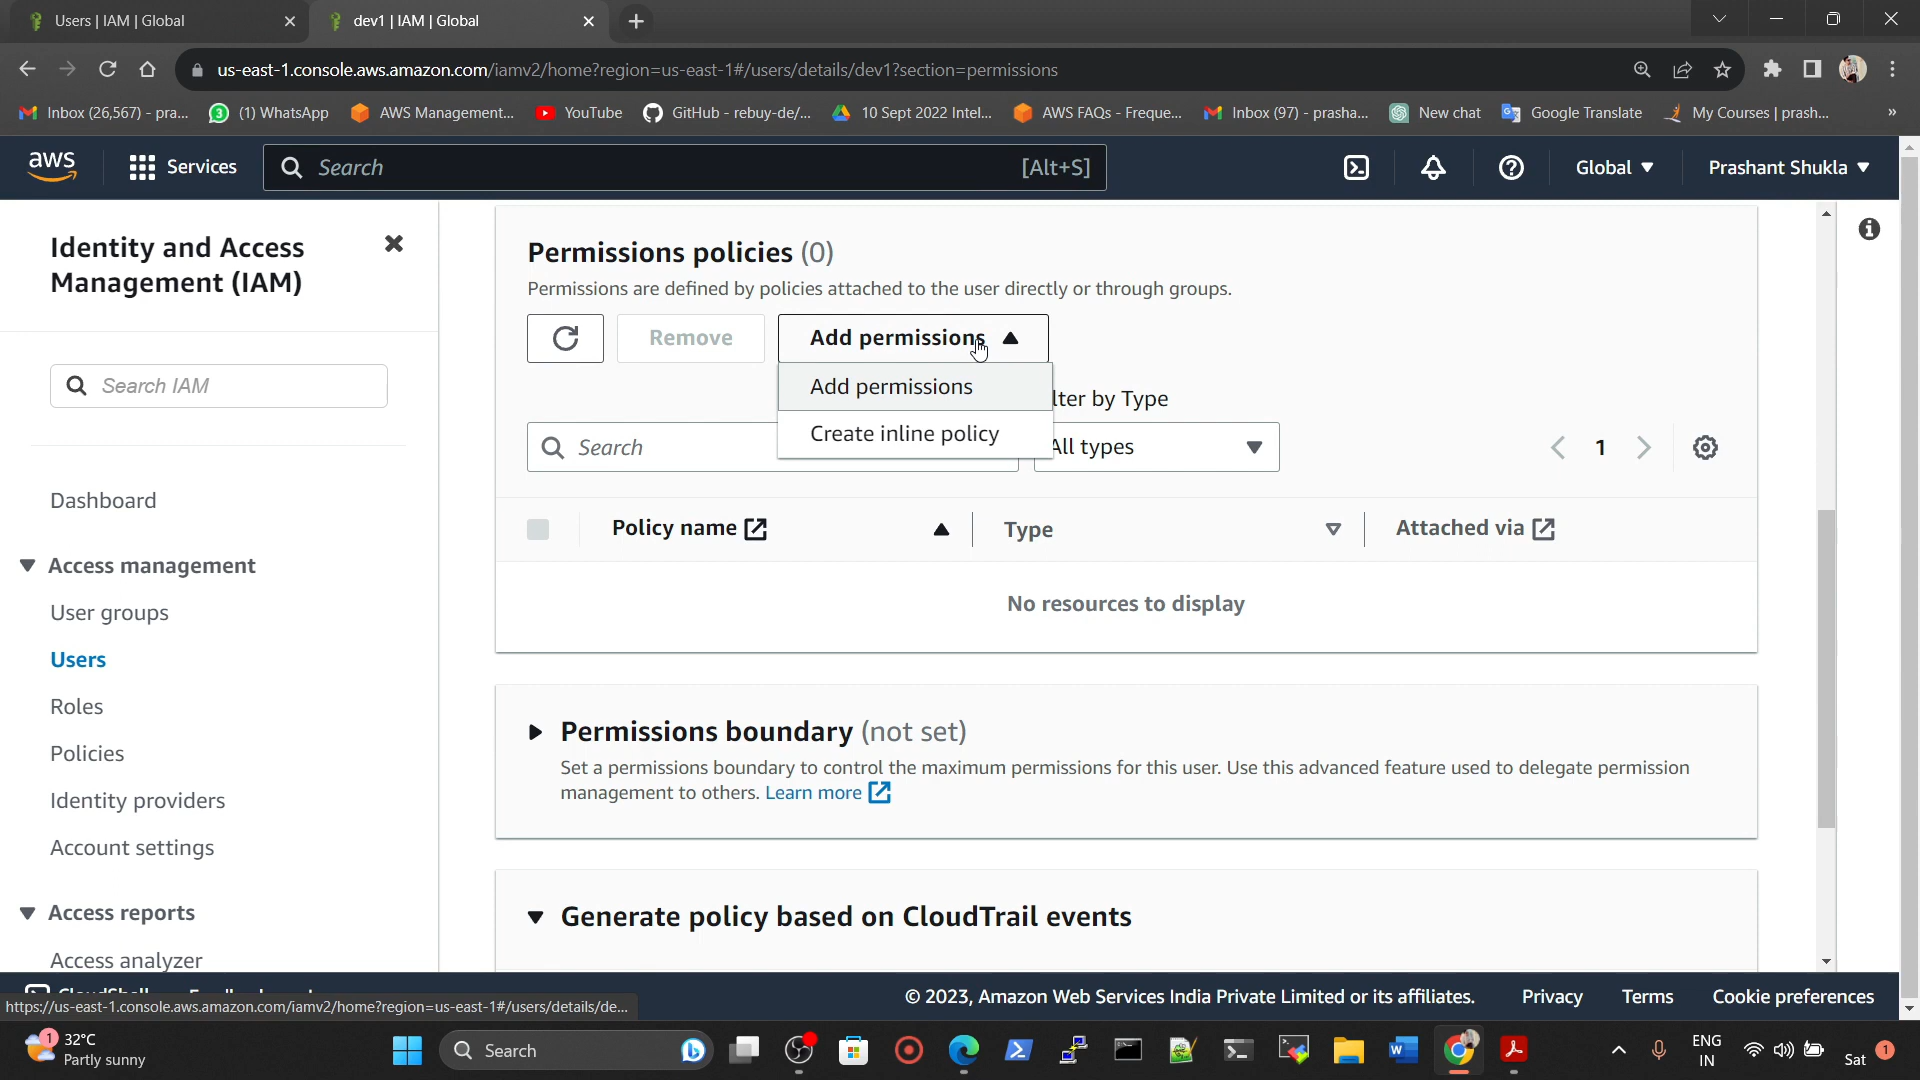 Users | IAM | Global
dev1 | IAM | Global
us-east-1.console.aws.amazon.com/iamv2/home?region=us-east-1#/users/details/dev1?section=permissions
Inbox (26,567) - pra...
3
(1) WhatsApp
AWS Management...
YouTube
GitHub - rebuy-de/...
10 Sept 2022 Intel...
AWS FAQs - Freque...
Inbox (97) - prasha...
New chat
Google Translate
My Courses | prash...
»
aws
Services
Search
[Alt+S]
Global
Prashant Shukla
Identity and Access
Management (IAM)
Search IAM
Dashboard
Access management
User groups
Users
Roles
Policies
Identity providers
Account settings
Access reports
Access analyzer
Permissions policies (0)
Permissions are defined by policies attached to the user directly or through groups.
Remove
Add permissions
Add permissions
Create inline policy
lter by Type
Search
All types
1
Policy name
Type
Attached via
No resources to display
Permissions boundary (not set)
Set a permissions boundary to control the maximum permissions for this user. Use this advanced feature used to delegate permission
management to others. Learn more
Generate policy based on CloudTrail events
https://us-east-1.console.aws.amazon.com/iamv2/home?region=us-east-1#/users/details/de...
© 2023, Amazon Web Services India Private Limited or its affiliates.
Privacy
Terms
Cookie preferences
1
32°C
Partly sunny
Search
ENG
IN
Sat
1